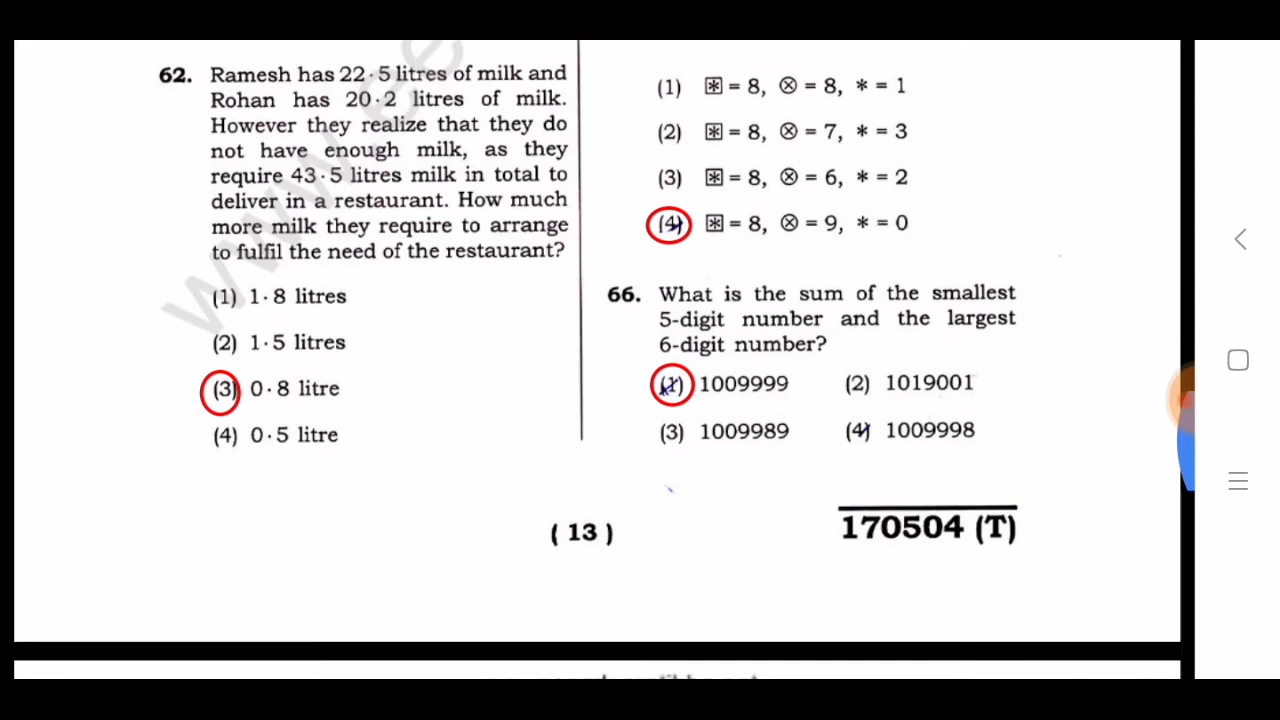 62. Ramesh has 22·5 litres of milk and
Rohan has 20·2 litres of milk.
However they realize that they do
not have enough milk, as they
require 43·5 litres milk in total to
deliver in a restaurant. How much
more milk they require to arrange
to fulfil the need of the restaurant?
(1) 1·8 litres
(2) 1·5 litres
(3) 0·8 litre
(4) 0·5 litre
(1) ⊛ = 8, ⊗ = 8, * = 1
(2) ⊛ = 8, ⊗ = 7, * = 3
(3) ⊛ = 8, ⊗ = 6, * = 2
(4) ⊛ = 8, ⊗ = 9, * = 0
66. What is the sum of the smallest
5-digit number and the largest
6-digit number?
(1) 1009999 (2) 1019001
(3) 1009989 (4) 1009998
( 13 )
170504 (T)
www.ee